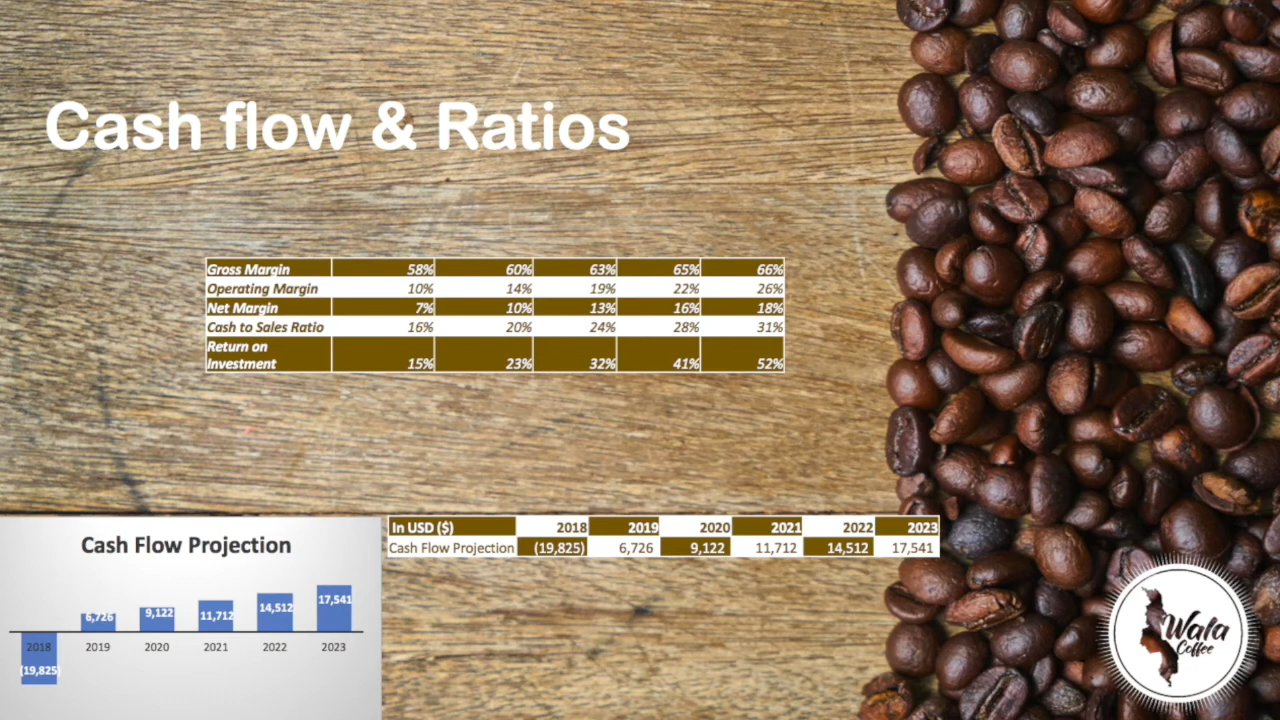 Cash flow & Ratios
Gross Margin 58% 60% 63% 65% 66%
Operating Margin 10% 14% 19% 22% 26%
Net Margin 7% 10% 13% 16% 18%
Cash to Sales Ratio 16% 20% 24% 28% 31%
Return on
Investment 15% 23% 32% 41% 52%
In USD ($) 2018 2019 2020 2021 2022 2023
Cash Flow Projection (19,825) 6,726 9,122 11,712 14,512 17,541
Cash Flow Projection
6,726 9,122 11,712 14,512 17,541
2018 2019 2020 2021 2022 2023
(19,825)
Wala
Coffee